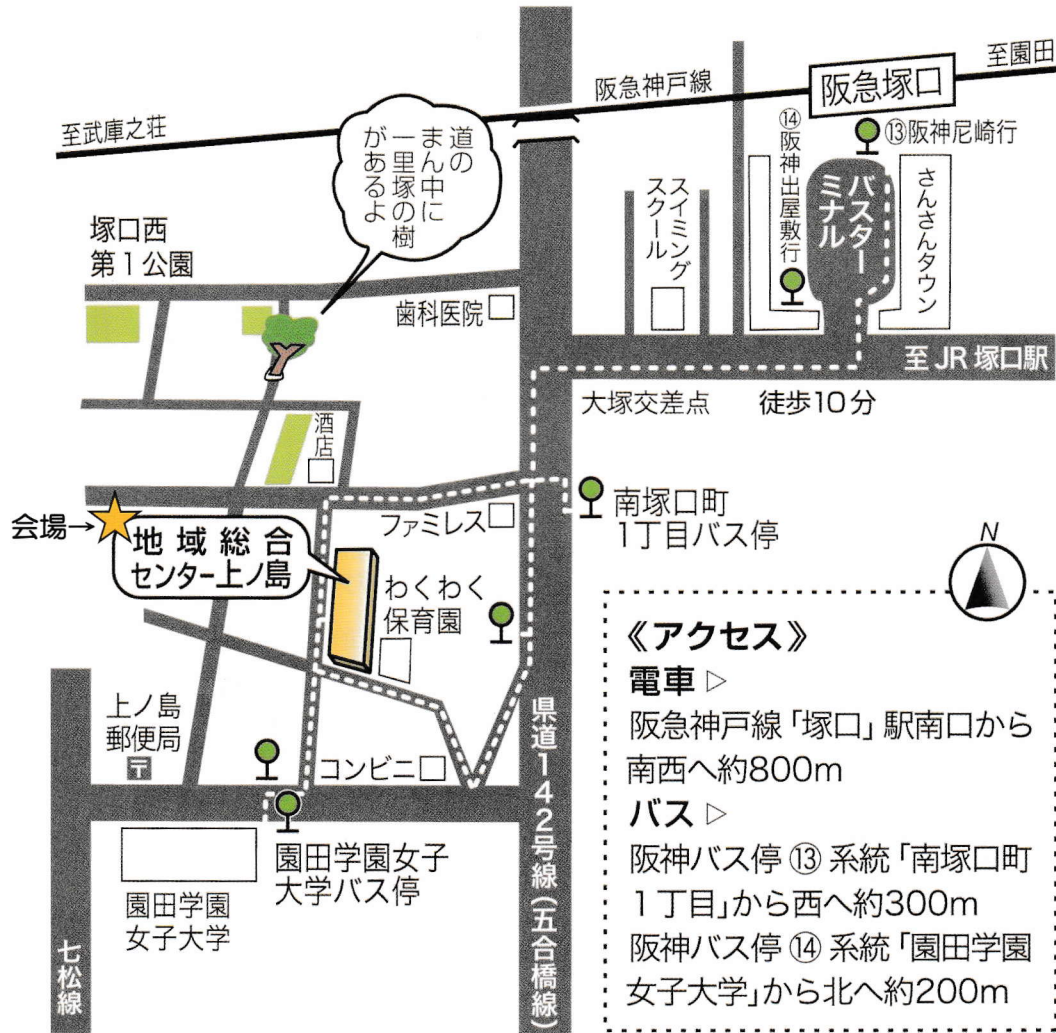 至園田
阪急塚口
阪急神戸線
至武庫之荘
道の
まん中に
一里塚の樹
があるよ
⑭阪神出屋敷行
⑬阪神尼崎行
バスター
ミナル
さんさんタウン
スイミング
スクール
塚口西
第1公園
歯科医院
至JR塚口駅
大塚交差点
徒歩10分
酒店
南塚口町
1丁目バス停
会場→
地域総合
センター上ノ島
ファミレス
わくわく
保育園
N
上ノ島
郵便局
〒
コンビニ
県道142号線(五合橋線)
園田学園女子
大学バス停
園田学園
女子大学
七松線
《アクセス》
電車▷
阪急神戸線「塚口」駅南口から
南西へ約800m
バス▷
阪神バス停⑬系統「南塚口町
1丁目」から西へ約300m
阪神バス停⑭系統「園田学園
女子大学」から北へ約200m